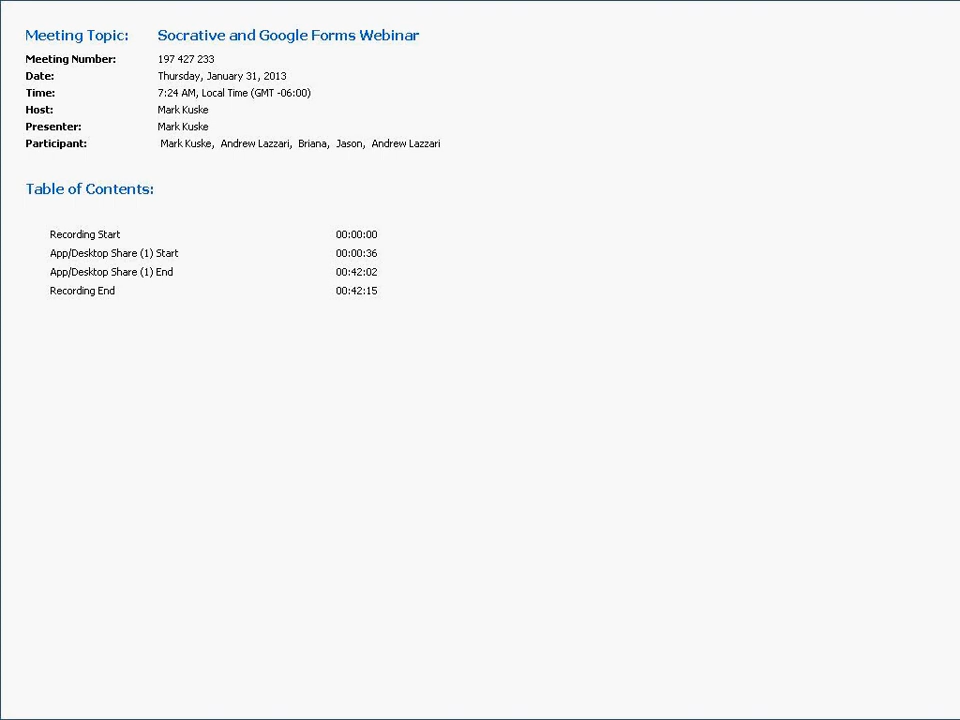 Meeting Topic: Socrative and Google Forms Webinar
Meeting Number: 197 427 233
Date: Thursday, January 31, 2013
Time: 7:24 AM, Local Time (GMT -06:00)
Host: Mark Kuske
Presenter: Mark Kuske
Participant: Mark Kuske, Andrew Lazzari, Briana, Jason, Andrew Lazzari
Table of Contents:
Recording Start 00:00:00
App/Desktop Share (1) Start 00:00:36
App/Desktop Share (1) End 00:42:02
Recording End 00:42:15